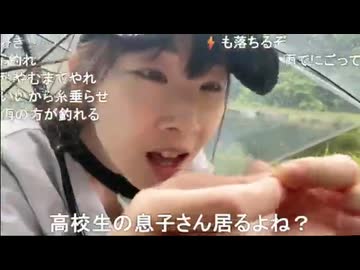 ⚡も落ちるぞ
釣れ
雨でにごって
やむまでやれ
いいから糸垂らせ
雨の方が釣れる
高校生の息子さん居るよね？